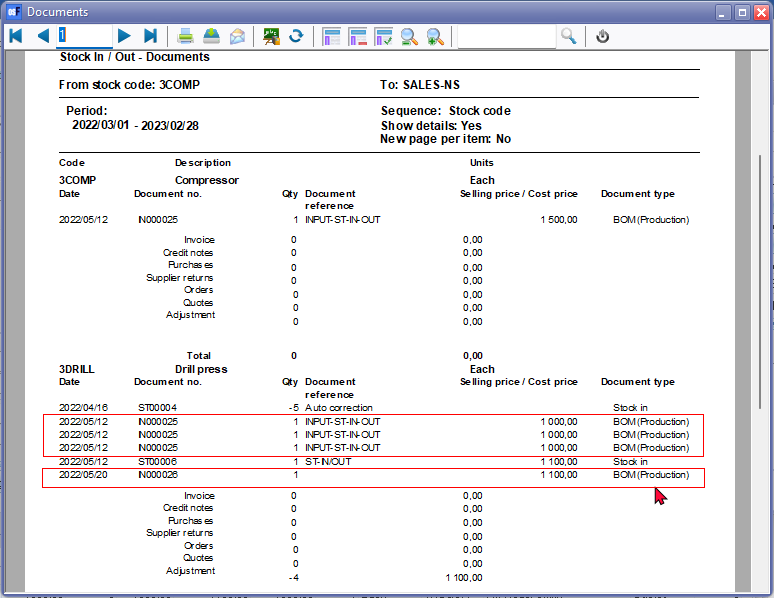 Documents
1
Stock In / Out - Documents
From stock code: 3COMP To: SALES-NS
Period: Sequence: Stock code
2022/03/01 - 2023/02/28 Show details: Yes
New page per item: No
Code Description Units
3COMP Compressor Each
Date Document no. Qty Document reference Selling price / Cost price Document type
2022/05/12 IN000025 1 INPUT-ST-IN-OUT 1 500,00 BOM (Production)
Invoice 0 0,00
Credit notes 0 0,00
Purchases 0 0,00
Supplier returns 0 0,00
Orders 0 0,00
Quotes 0 0,00
Adjustment 0 0,00
Total 0 0,00
3DRILL Drill press Each
Date Document no. Qty Document reference Selling price / Cost price Document type
2022/04/16 ST00004 -5 Auto correction Stock in
2022/05/12 IN000025 1 INPUT-ST-IN-OUT 1 000,00 BOM (Production)
2022/05/12 IN000025 1 INPUT-ST-IN-OUT 1 000,00 BOM (Production)
2022/05/12 IN000025 1 INPUT-ST-IN-OUT 1 000,00 BOM (Production)
2022/05/12 ST00006 1 ST-IN/OUT 1 100,00 Stock in
2022/05/20 IN000026 1 1 100,00 BOM (Production)
Invoice 0 0,00
Credit notes 0 0,00
Purchases 0 0,00
Supplier returns 0 0,00
Orders 0 0,00
Quotes 0 0,00
Adjustment -4 1 100,00